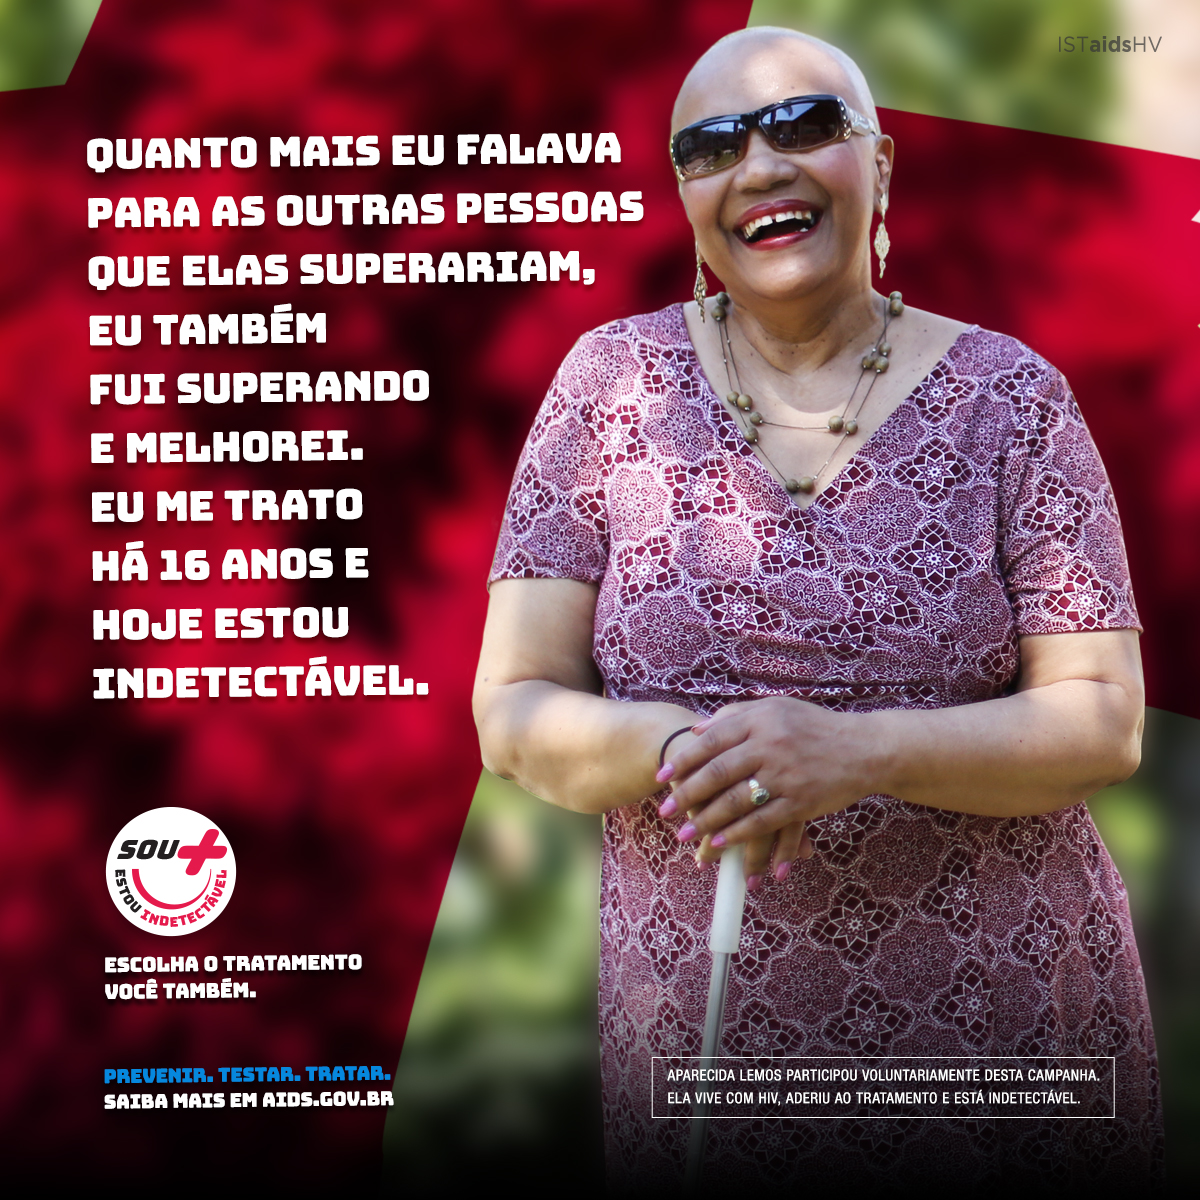 ISTaidsHV
QUANTO MAIS EU FALAVA
PARA AS OUTRAS PESSOAS
QUE ELAS SUPERARIAM,
EU TAMBÉM
FUI SUPERANDO
E MELHOREI.
EU ME TRATO
HÁ 16 ANOS E
HOJE ESTOU
INDETECTÁVEL.
SOU+
ESTOU INDETECTÁVEL
ESCOLHA O TRATAMENTO
VOCÊ TAMBÉM.
PREVENIR. TESTAR. TRATAR.
SAIBA MAIS EM AIDS.GOV.BR
APARECIDA LEMOS PARTICIPOU VOLUNTARIAMENTE DESTA CAMPANHA.
ELA VIVE COM HIV, ADERIU AO TRATAMENTO E ESTÁ INDETECTÁVEL.